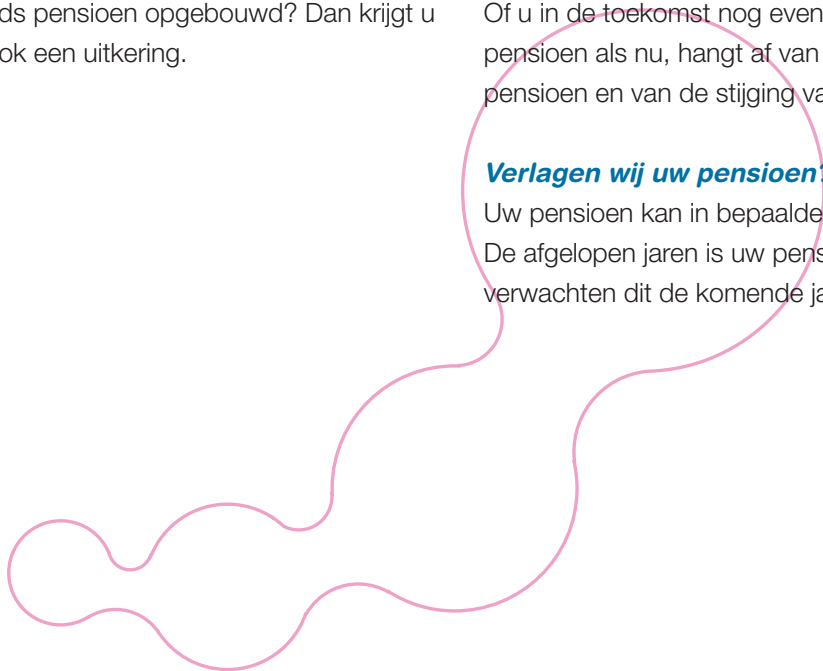 ds pensioen opgebouwd? Dan krijgt u
ok een uitkering.
Of u in de toekomst nog even
pensioen als nu, hangt af van
pensioen en van de stijging va
Verlagen wij uw pensioen?
Uw pensioen kan in bepaalde
De afgelopen jaren is uw pens
verwachten dit de komende ja